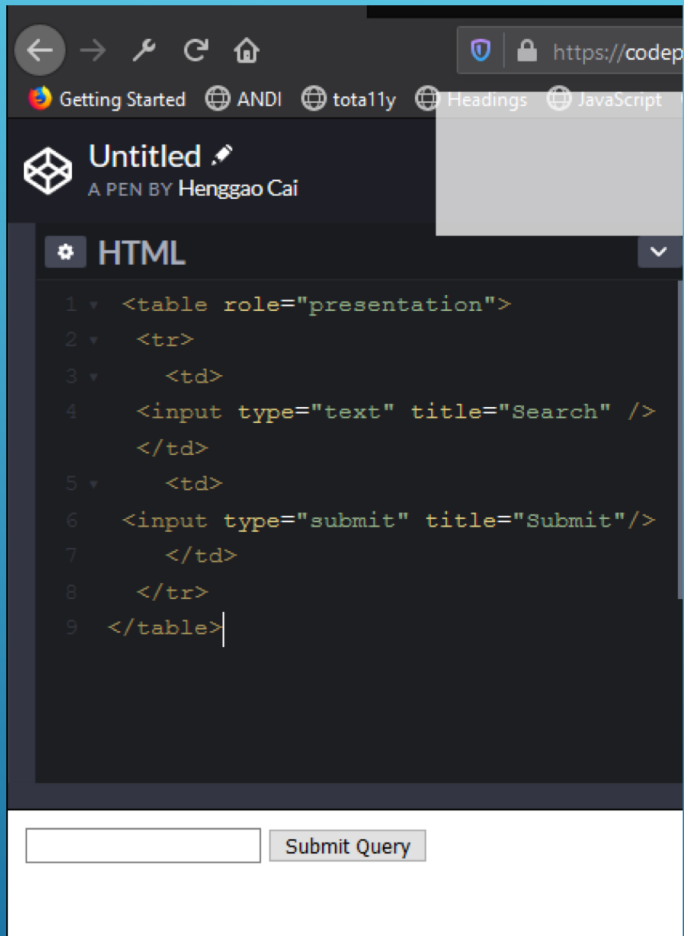 https://codep
Getting Started ANDI tota11y Headings JavaScript
Untitled
A PEN BY Henggao Cai
HTML
1 <table role="presentation">
2 <tr>
3 <td>
4 <input type="text" title="Search" />
</td>
5 <td>
6 <input type="submit" title="Submit"/>
7 </td>
8 </tr>
9 </table>
Submit Query